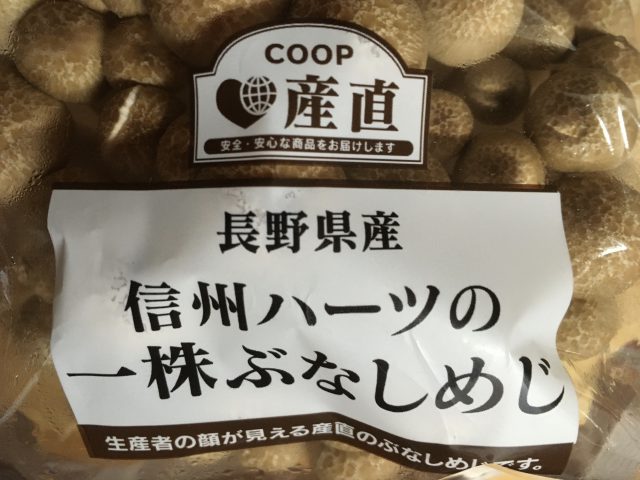 COOP
産直
安全・安心な商品をお届けします
長野県産
信州ハーツの
一株ぶなしめじ
生産者の顔が見える産直のぶなしめじです。